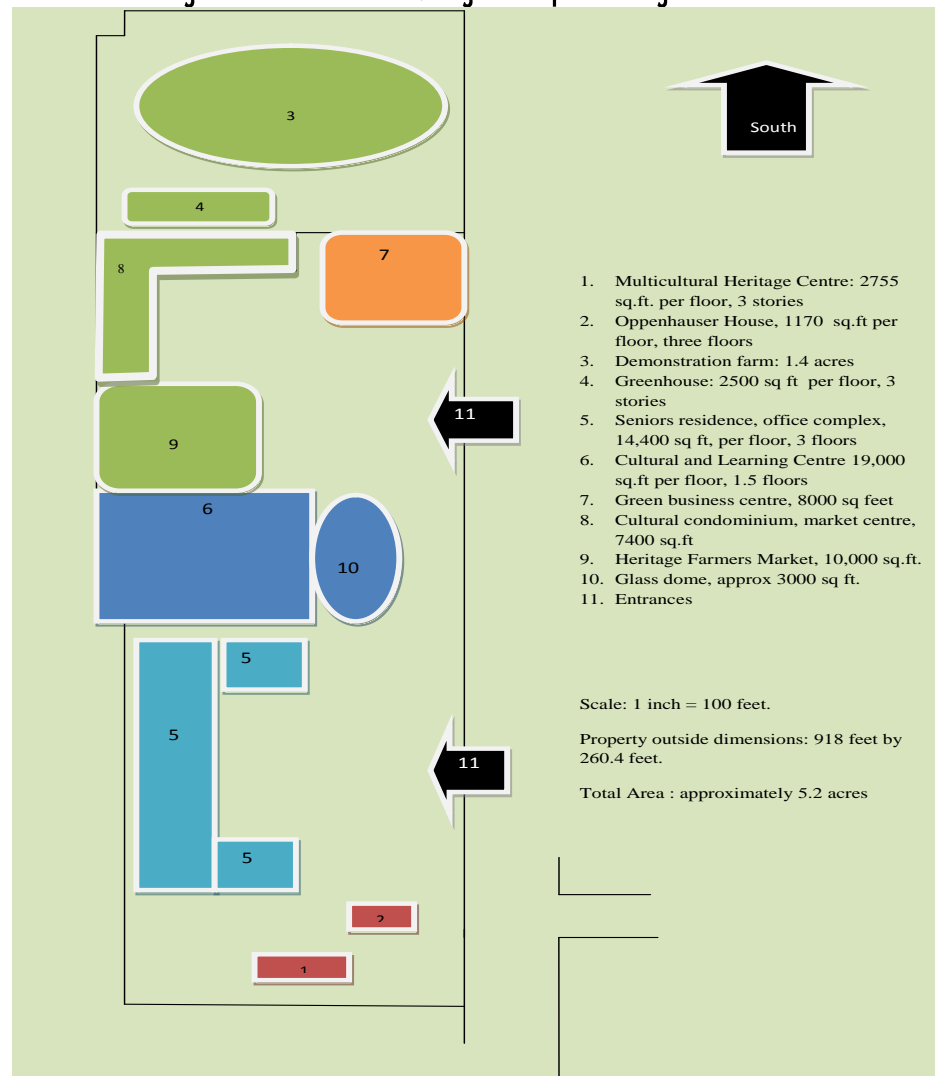 3
South
4
7
8
11
9
6
10
5
5
11
5
2
1
1. Multicultural Heritage Centre: 2755
sq.ft. per floor, 3 stories
2. Oppenhauser House, 1170 sq.ft per
floor, three floors
3. Demonstration farm: 1.4 acres
4. Greenhouse: 2500 sq ft per floor, 3
stories
5. Seniors residence, office complex,
14,400 sq ft, per floor, 3 floors
6. Cultural and Learning Centre 19,000
sq.ft per floor, 1.5 floors
7. Green business centre, 8000 sq feet
8. Cultural condominium, market centre,
7400 sq.ft
9. Heritage Farmers Market, 10,000 sq.ft.
10. Glass dome, approx 3000 sq ft.
11. Entrances
Scale: 1 inch = 100 feet.
Property outside dimensions: 918 feet by
260.4 feet.
Total Area : approximately 5.2 acres